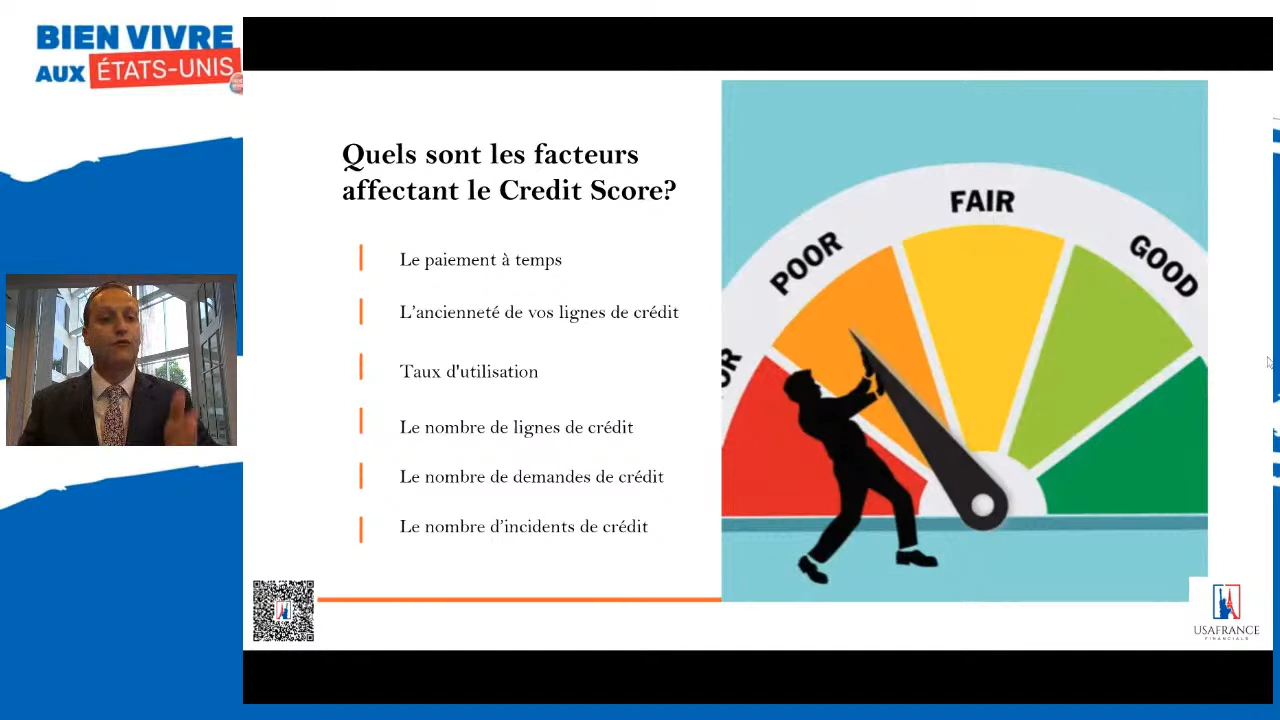 BIEN VIVRE
AUX ÉTATS-UNIS
Quels sont les facteurs
affectant le Credit Score?
Le paiement à temps
L’ancienneté de vos lignes de crédit
Taux d'utilisation
Le nombre de lignes de crédit
Le nombre de demandes de crédit
Le nombre d’incidents de crédit
OR
POOR
FAIR
GOOD
USAFRANCE
FINANCIALS